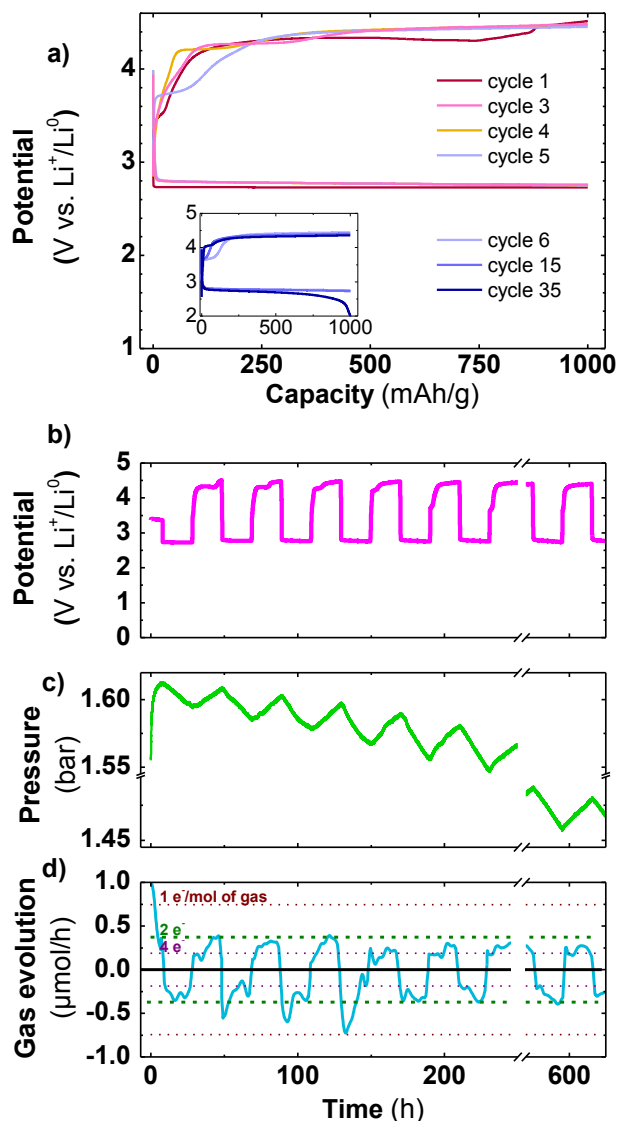 a)
4
3
2
1
Potential
(V vs. Li⁺/Li⁰)
cycle 1
cycle 3
cycle 4
cycle 5
cycle 6
cycle 15
cycle 35
5
4
3
2
0 500 1000
0 250 500 750 1000
Capacity (mAh/g)
b)
5
4
3
2
1
0
Potential
(V vs. Li⁺/Li⁰)
c)
1.60
1.55
1.45
Pressure
(bar)
d)
1.0
0.5
0.0
-0.5
-1.0
Gas evolution
(µmol/h)
1 e⁻/mol of gas
2 e⁻
4 e⁻
0 100 200 600
Time (h)